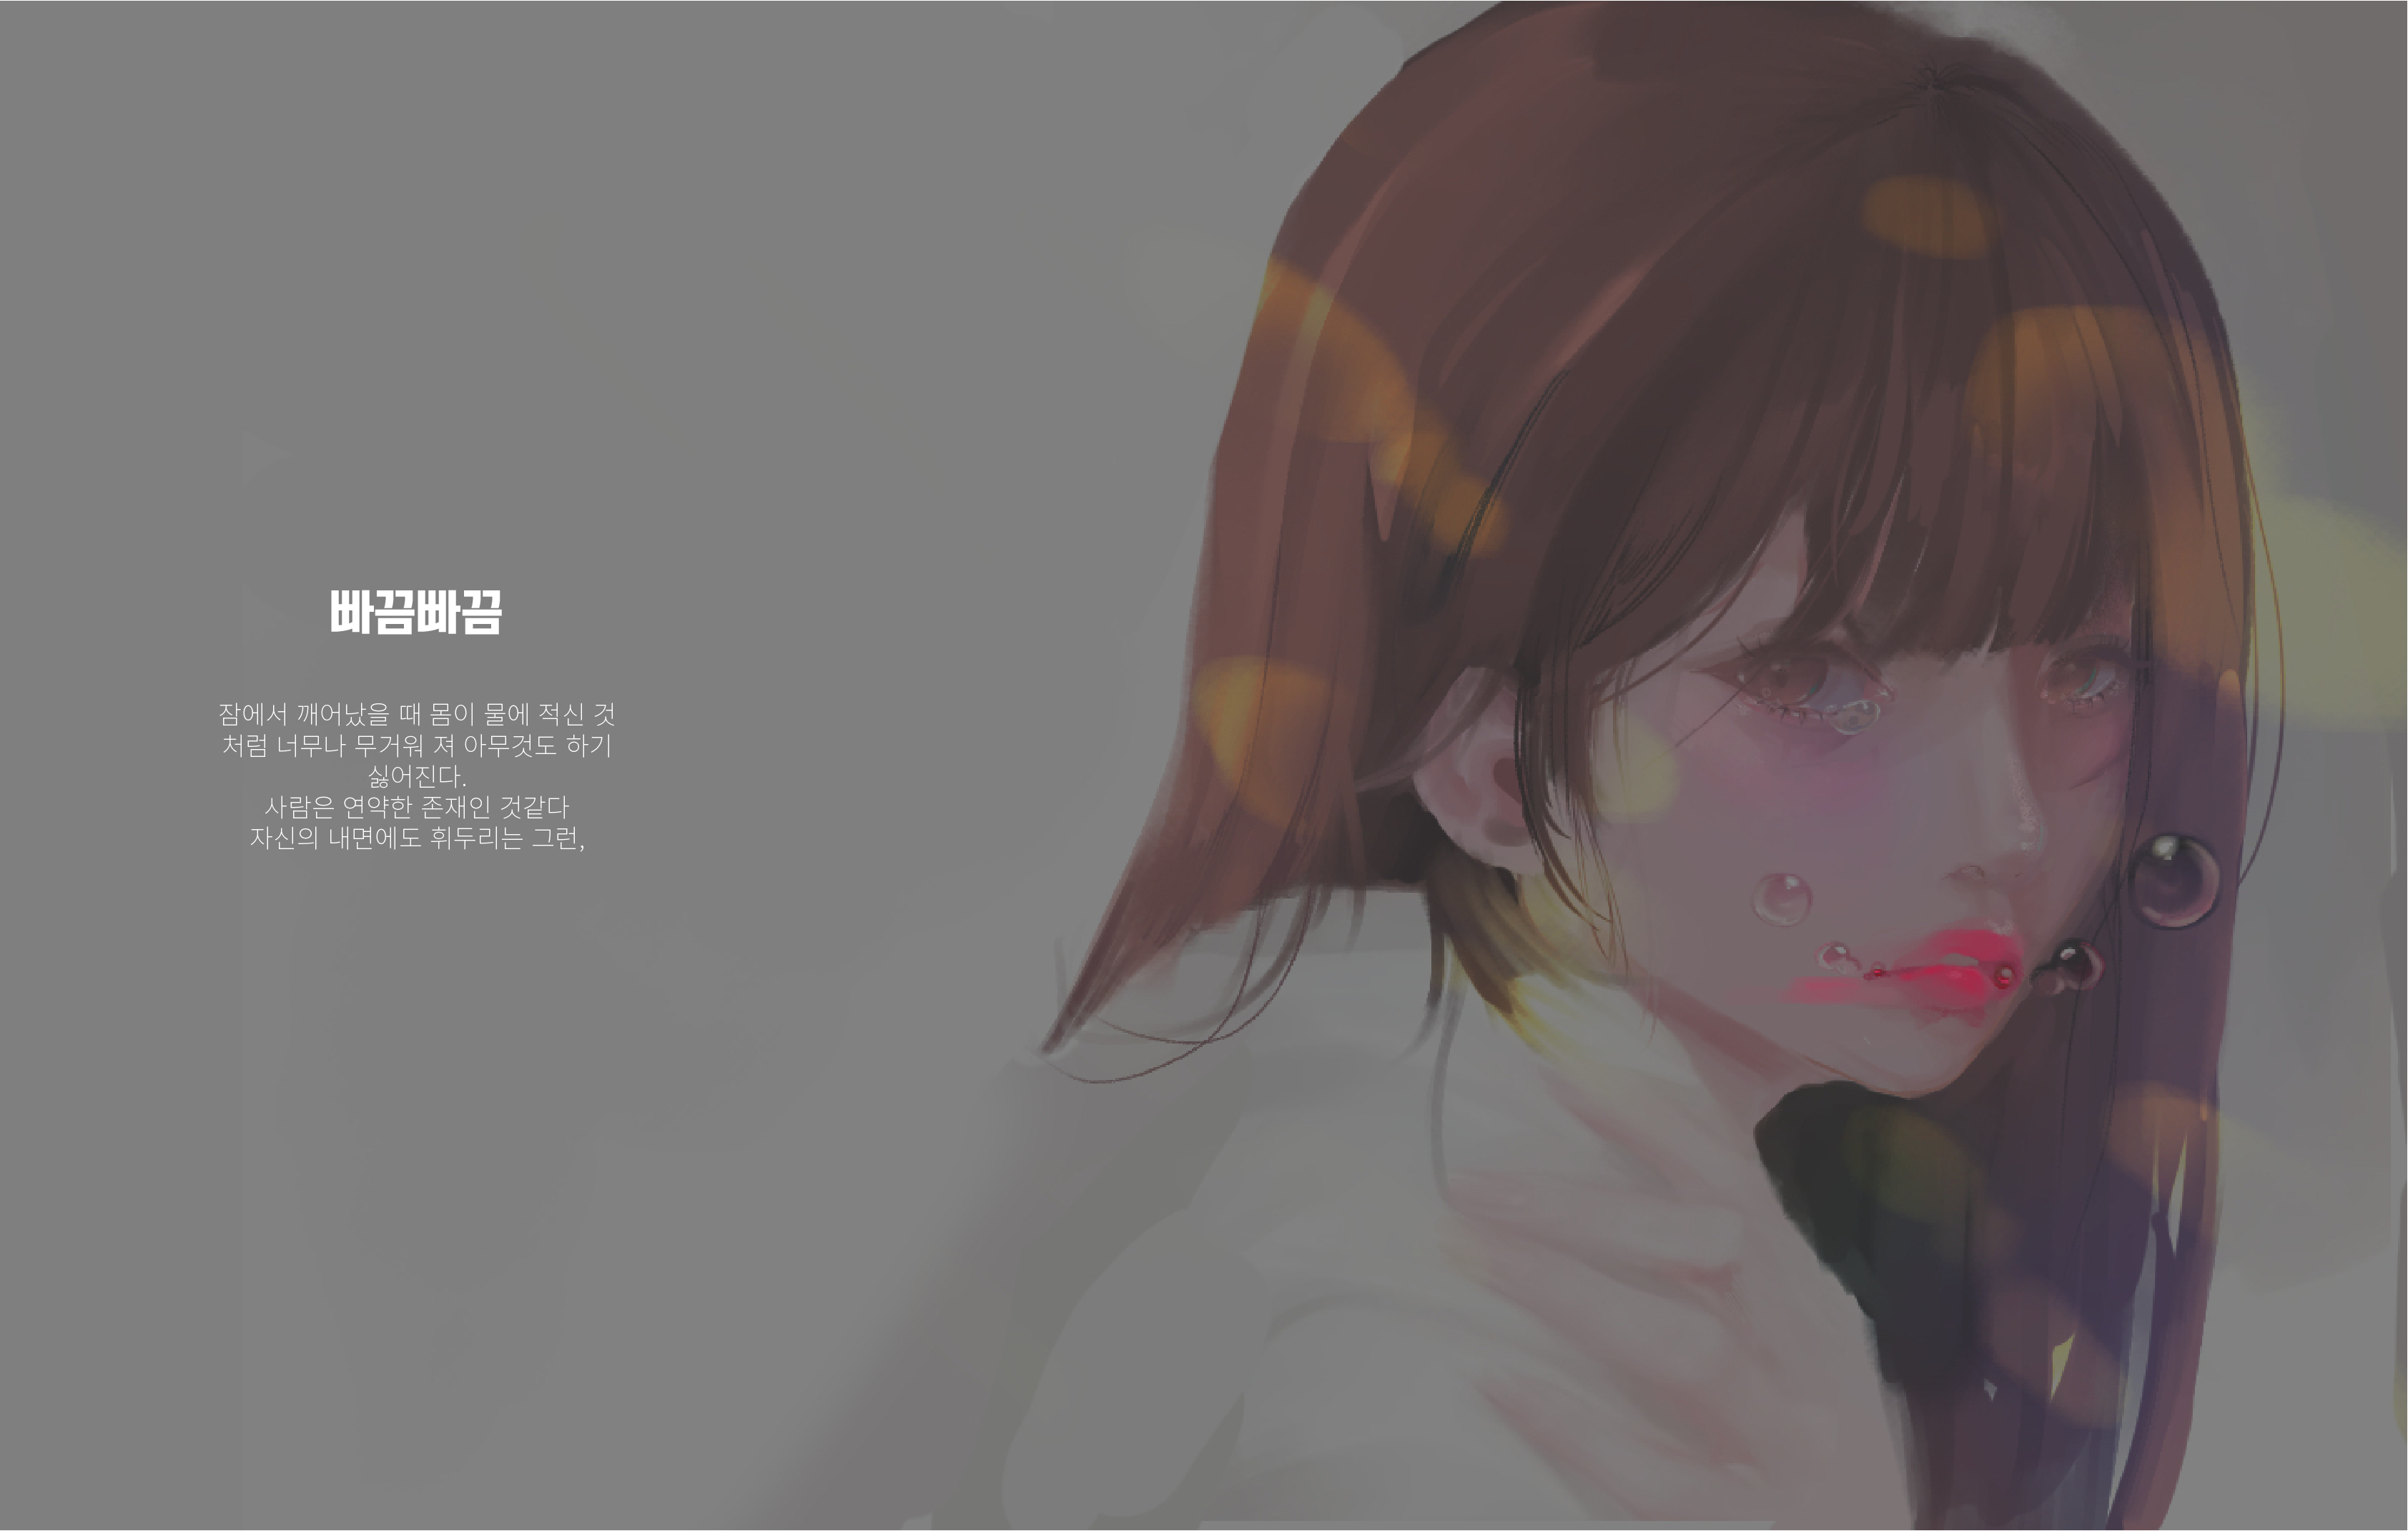 빠끔빠끔
잠에서 깨어났을 때 몸이 물에 적신 것
처럼 너무나 무거워 져 아무것도 하기
싫어진다.
사람은 연약한 존재인 것같다
자신의 내면에도 휘두리는 그런,